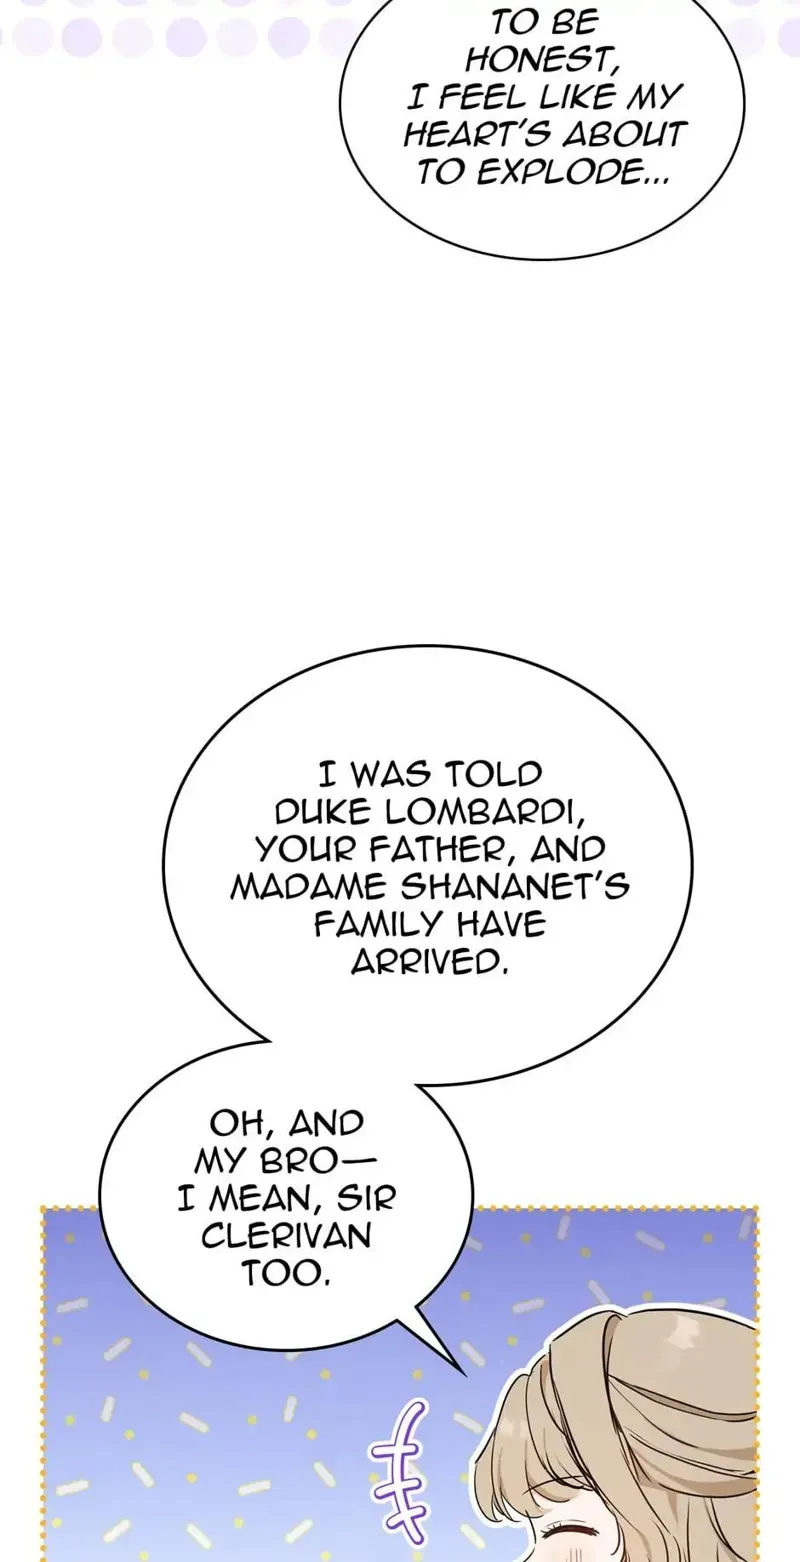 TO BE
HONEST,
I FEEL LIKE MY
HEART'S ABOUT
TO EXPLODE...
I WAS TOLD
DUKE LOMBARDI,
YOUR FATHER, AND
MADAME SHANANET'S
FAMILY HAVE
ARRIVED.
OH, AND
MY BRO—
I MEAN, SIR
CLERIVAN
TOO.